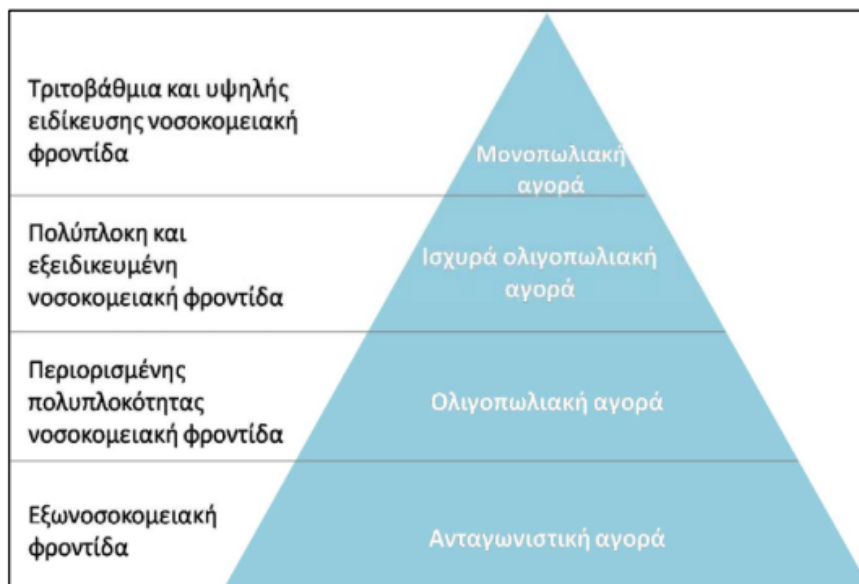 Τριτοβάθμια και υψηλής
ειδίκευσης νοσοκομειακή
φροντίδα
Μονοπωλιακή
αγορά
Πολύπλοκη και
εξειδικευμένη
νοσοκομειακή φροντίδα
Ισχυρά ολιγοπωλιακή
αγορά
Περιορισμένης
πολυπλοκότητας
νοσοκομειακή φροντίδα
Ολιγοπωλιακή αγορά
Εξωνοσοκομειακή
φροντίδα
Ανταγωνιστική αγορά